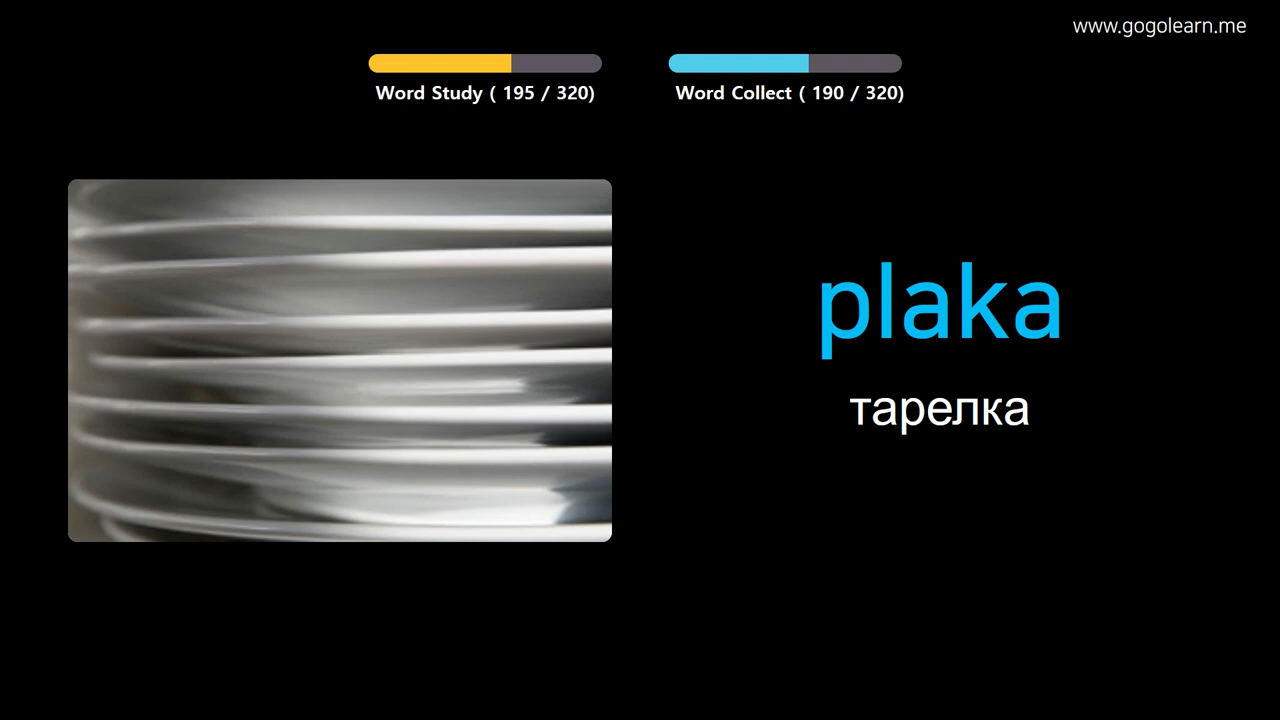 www.gogolearn.me
Word Study ( 195 / 320)
Word Collect ( 190 / 320)
plaka
тарелка